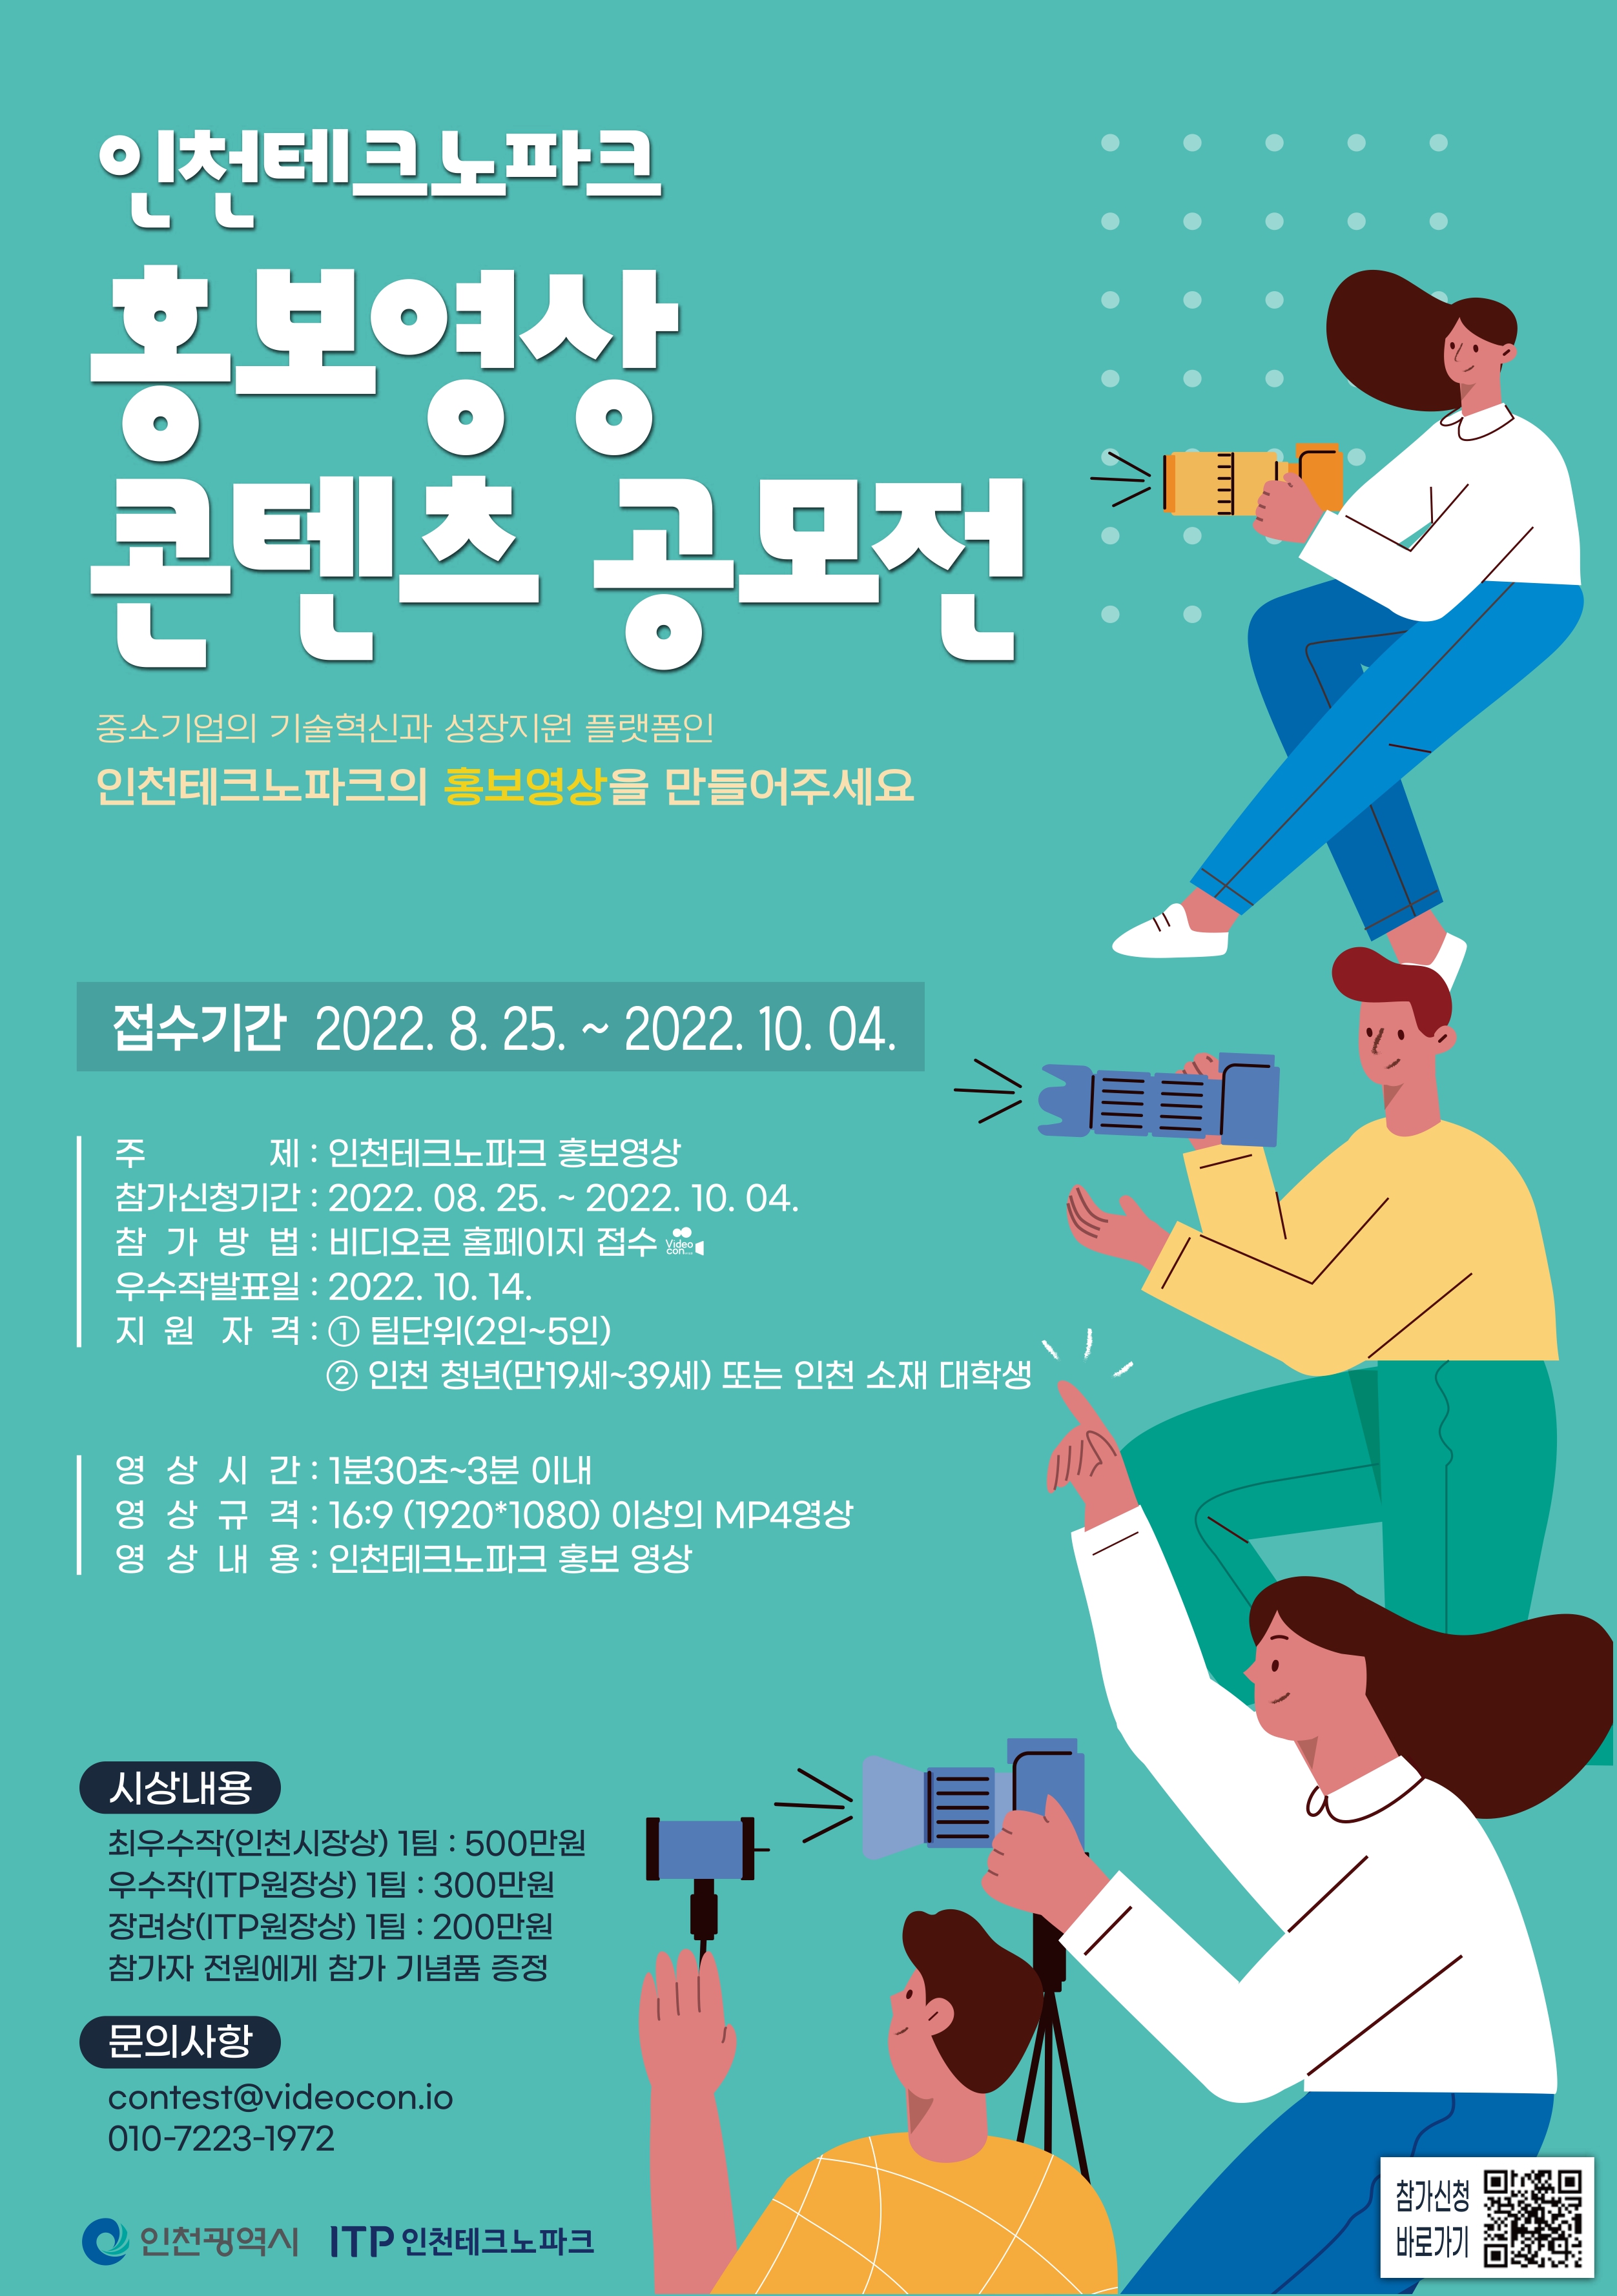 인천테크노파크
홍보영상
콘텐츠 공모전
중소기업의 기술혁신과 성장지원 플랫폼인
인천테크노파크의 홍보영상을 만들어주세요
접수기간 2022. 8. 25. ~ 2022. 10. 04.
주 제 : 인천테크노파크 홍보영상
참가신청기간 : 2022. 08. 25. ~ 2022. 10. 04.
참 가 방 법 : 비디오콘 홈페이지 접수 Video con
우수작발표일 : 2022. 10. 14.
지 원 자 격 : ① 팀단위(2인~5인)
② 인천 청년(만19세~39세) 또는 인천 소재 대학생
영 상 시 간 : 1분30초~3분 이내
영 상 규 격 : 16:9 (1920*1080) 이상의 MP4영상
영 상 내 용 : 인천테크노파크 홍보 영상
시상내용
최우수작(인천시장상) 1팀 : 500만원
우수작(ITP원장상) 1팀 : 300만원
장려상(ITP원장상) 1팀 : 200만원
참가자 전원에게 참가 기념품 증정
문의사항
contest@videocon.io
010-7223-1972
인천광역시 ITP 인천테크노파크
참가신청
바로가기